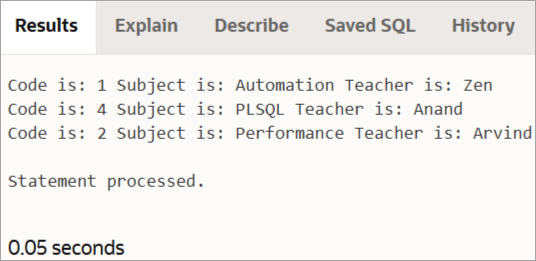 Results Explain Describe Saved SQL History
Code is: 1 Subject is: Automation Teacher is: Zen
Code is: 4 Subject is: PLSQL Teacher is: Anand
Code is: 2 Subject is: Performance Teacher is: Arvind
Statement processed.
0.05 seconds